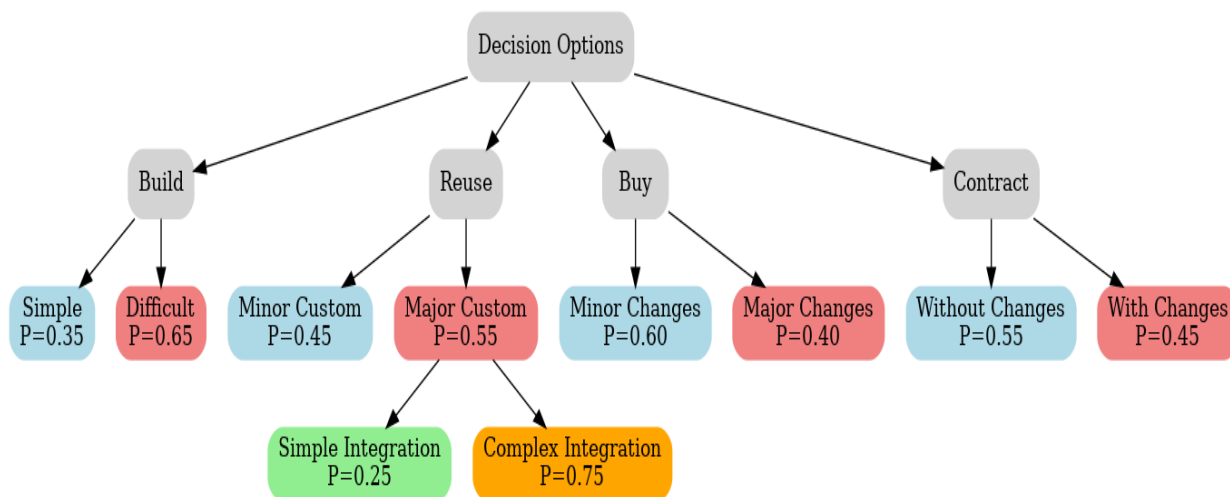 Decision Options
Build
Reuse
Buy
Contract
Simple
P=0.35
Difficult
P=0.65
Minor Custom
P=0.45
Major Custom
P=0.55
Minor Changes
P=0.60
Major Changes
P=0.40
Without Changes
P=0.55
With Changes
P=0.45
Simple Integration
P=0.25
Complex Integration
P=0.75